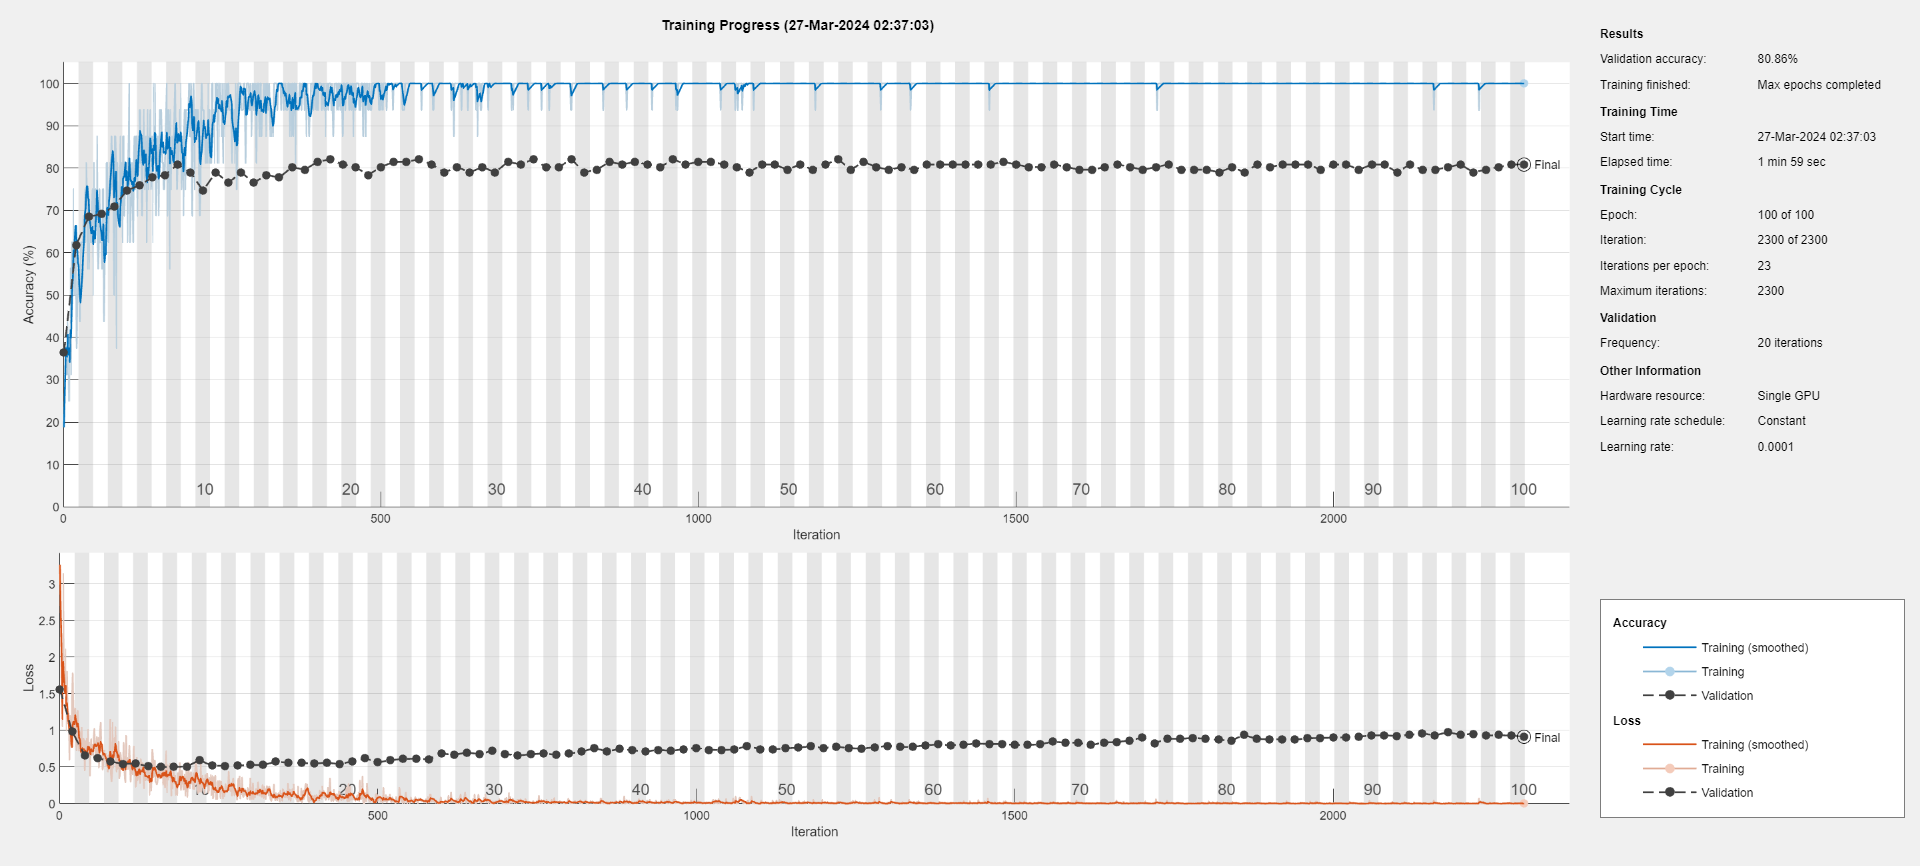 Training Progress (27-Mar-2024 02:37:03)
Accuracy (%)
100
90
80
70
60
50
40
30
20
10
0
Final
10 20 30 40 50 60 70 80 90 100
0 500 1000 1500 2000
Iteration
Loss
3
2.5
2
1.5
1
0.5
0
Final
10 20 30 40 50 60 70 80 90 100
0 500 1000 1500 2000
Iteration
Results
Validation accuracy: 80.86%
Training finished: Max epochs completed
Training Time
Start time: 27-Mar-2024 02:37:03
Elapsed time: 1 min 59 sec
Training Cycle
Epoch: 100 of 100
Iteration: 2300 of 2300
Iterations per epoch: 23
Maximum iterations: 2300
Validation
Frequency: 20 iterations
Other Information
Hardware resource: Single GPU
Learning rate schedule: Constant
Learning rate: 0.0001
Accuracy
Training (smoothed)
Training
Validation
Loss
Training (smoothed)
Training
Validation